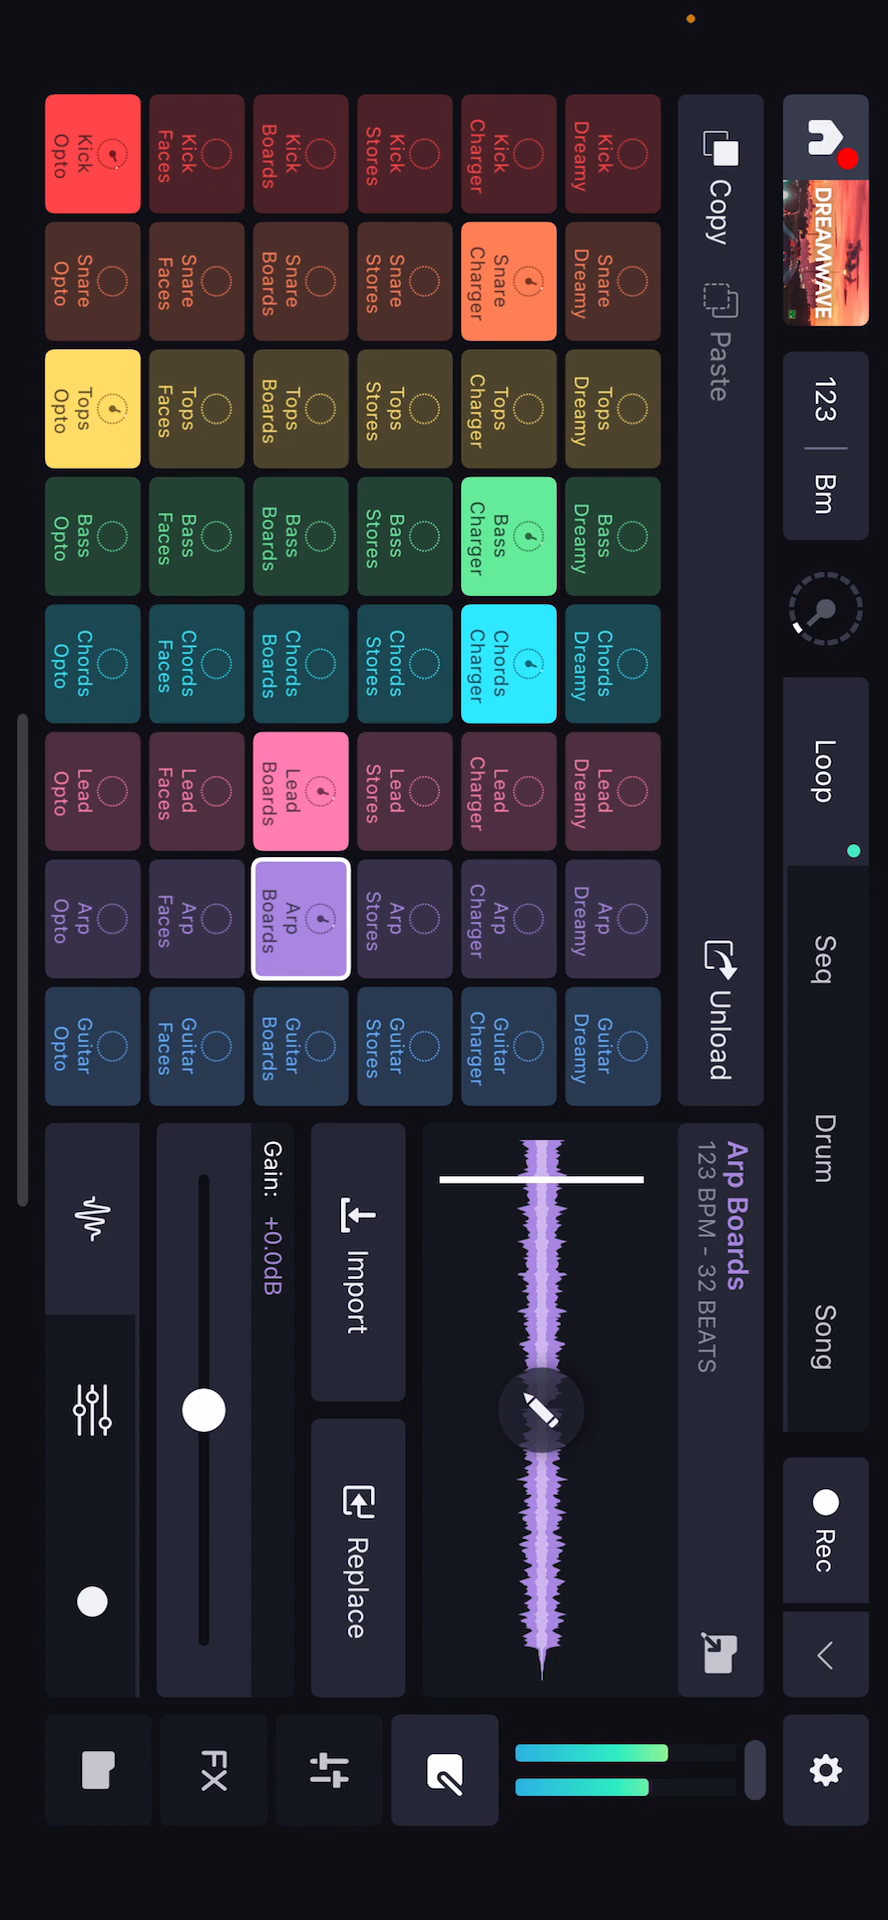 DREAMWAVE
123
Bm
Loop
Seq
Drum
Song
Rec
Copy
Paste
Unload
Kick
Dreamy
Snare
Dreamy
Tops
Dreamy
Bass
Dreamy
Chords
Dreamy
Lead
Dreamy
Arp
Dreamy
Guitar
Dreamy
Kick
Charger
Snare
Charger
Tops
Charger
Bass
Charger
Chords
Charger
Lead
Charger
Arp
Charger
Guitar
Charger
Kick
Stores
Snare
Stores
Tops
Stores
Bass
Stores
Chords
Stores
Lead
Stores
Arp
Stores
Guitar
Stores
Kick
Boards
Snare
Boards
Tops
Boards
Bass
Boards
Chords
Boards
Lead
Boards
Arp
Boards
Guitar
Boards
Kick
Faces
Snare
Faces
Tops
Faces
Bass
Faces
Chords
Faces
Lead
Faces
Arp
Faces
Guitar
Faces
Kick
Opto
Snare
Opto
Tops
Opto
Bass
Opto
Chords
Opto
Lead
Opto
Arp
Opto
Guitar
Opto
Arp Boards
123 BPM - 32 BEATS
Import
Replace
Gain: +0.0dB
FX